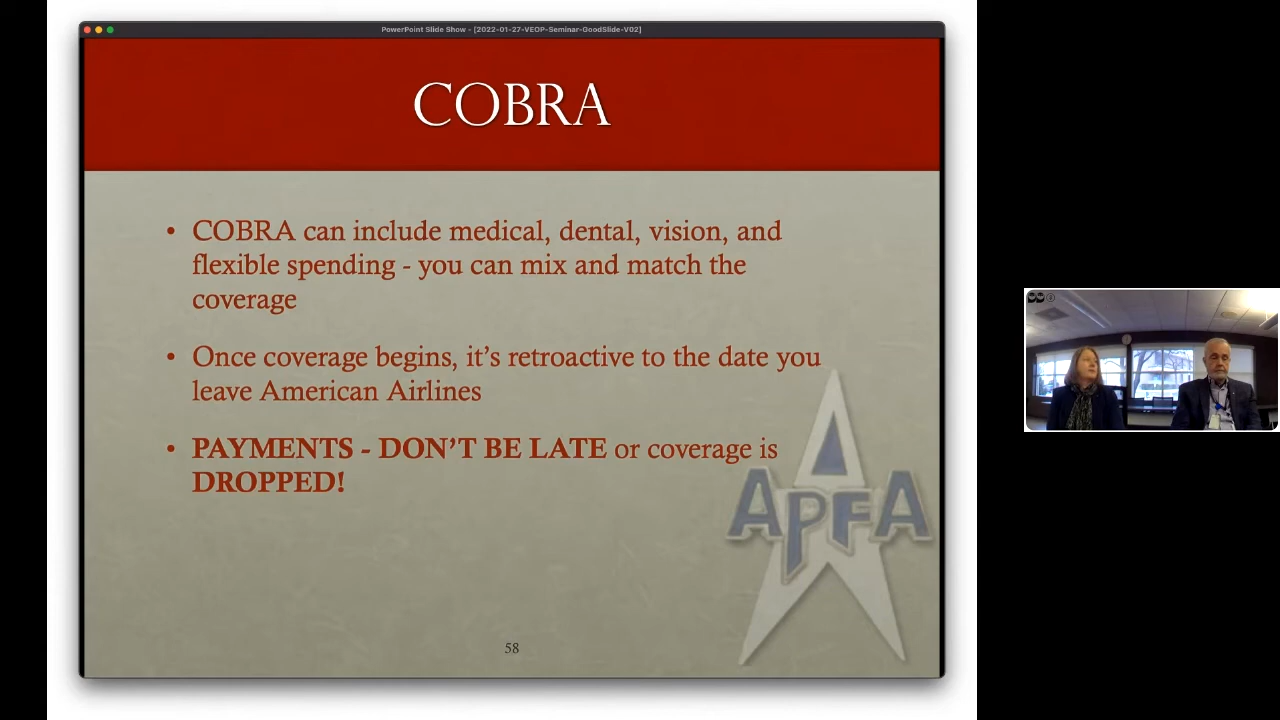 PowerPoint Slide Show - [2022-01-27-VEOP-Seminar-GoodSlide-V02]
COBRA
• COBRA can include medical, dental, vision, and
flexible spending - you can mix and match the
coverage
• Once coverage begins, it's retroactive to the date you
leave American Airlines
• PAYMENTS - DON'T BE LATE or coverage is
DROPPED!
APFA
58